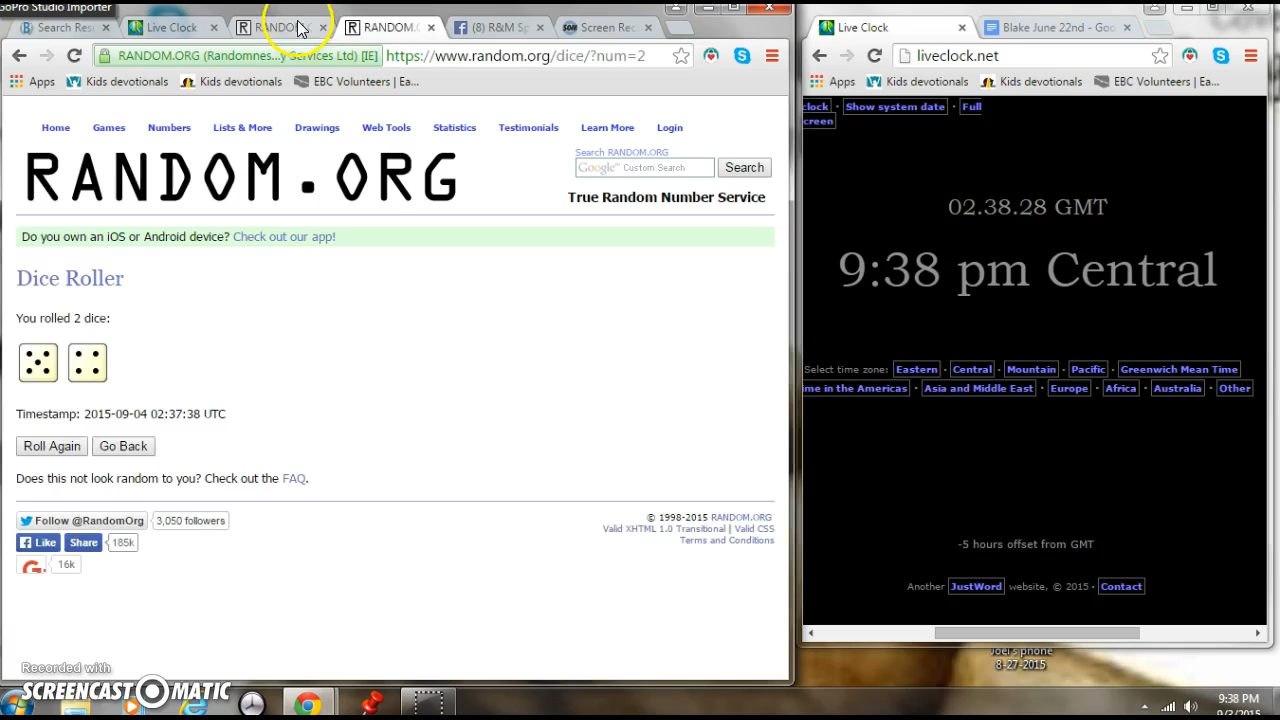 GoPro Studio Importer
Search Res
Live Clock
RANDO
RANDOM.
(8) R&M Sp
Screen Rec
RANDOM.ORG (Randomnes...y Services Ltd) [IE]
https://www.random.org/dice/?num=2
Apps
Kids devotionals
Kids devotionals
EBC Volunteers | Ea...
Home Games Numbers Lists & More Drawings Web Tools Statistics Testimonials Learn More Login
RANDOM.ORG
Search RANDOM.ORG
Google™ Custom Search
Search
True Random Number Service
Do you own an iOS or Android device? Check out our app!
Dice Roller
You rolled 2 dice:
Timestamp: 2015-09-04 02:37:38 UTC
Roll Again Go Back
Does this not look random to you? Check out the FAQ.
Follow @RandomOrg 3,050 followers
Like Share 185k
G 16k
© 1998-2015 RANDOM.ORG
Valid XHTML 1.0 Transitional | Valid CSS
Terms and Conditions
Recorded with
SCREENCAST MATIC
Live Clock
Blake June 22nd - Goo
liveclock.net
Apps
Kids devotionals
Kids devotionals
EBC Volunteers | Ea...
clock · Show system date · Full
creen
02.38.28 GMT
9:38 pm Central
Select time zone: Eastern · Central · Mountain · Pacific · Greenwich Mean Time
ime in the Americas · Asia and Middle East · Europe · Africa · Australia · Other
-5 hours offset from GMT
Another JustWord website, © 2015 · Contact
Joel's phone
8-27-2015
9:38 PM
9/3/2015